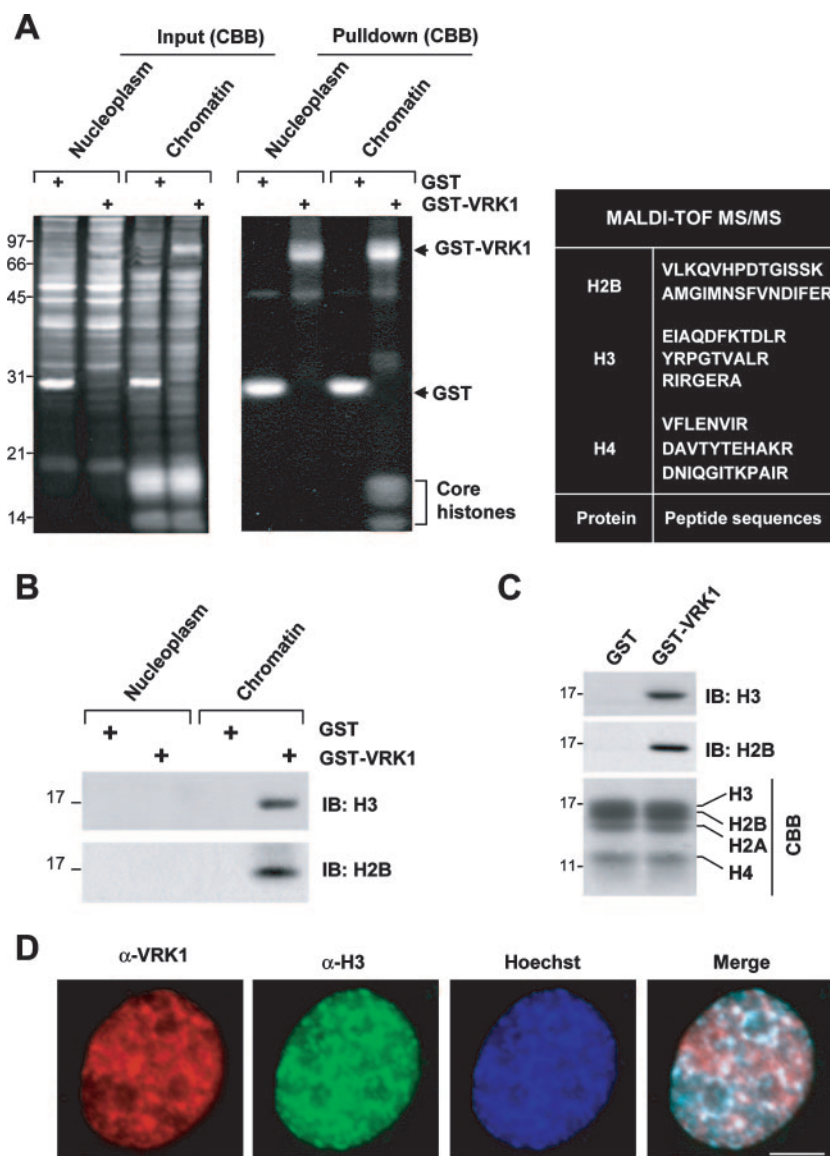 A
Input (CBB)
Pulldown (CBB)
Nucleoplasm
Chromatin
Nucleoplasm
Chromatin
+ + + + GST
+ + + + GST-VRK1
97
66
45
31
21
14
GST-VRK1
GST
Core
histones
MALDI-TOF MS/MS
H2B
VLKQVHPDTGISSK
AMGIMNSFVNDIFER
H3
EIAQDFKTDLR
YRPGTVALR
RIRGERA
H4
VFLENVIR
DAVTYTEHAKR
DNIQGITKPAIR
Protein
Peptide sequences
B
Nucleoplasm
Chromatin
+ + GST
+ + GST-VRK1
17
IB: H3
17
IB: H2B
C
GST
GST-VRK1
17
IB: H3
17
IB: H2B
17
11
H3
H2B
H2A
H4
CBB
D
α-VRK1
α-H3
Hoechst
Merge